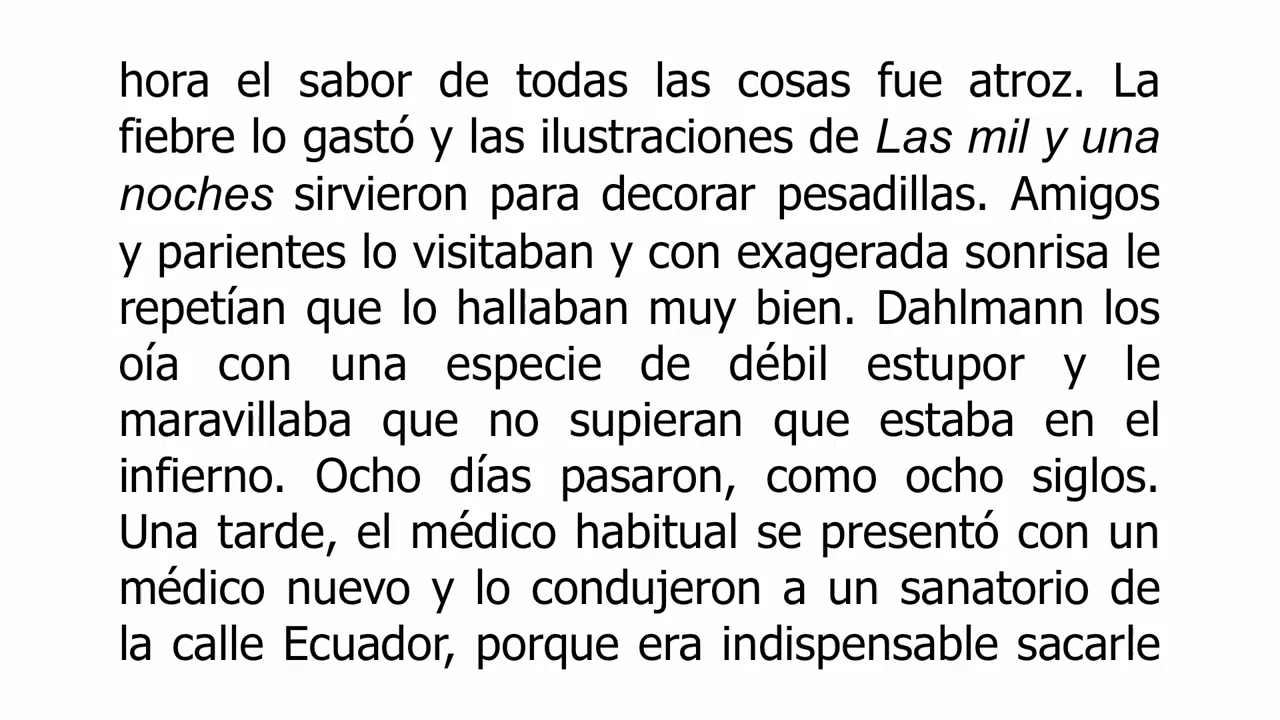 hora el sabor de todas las cosas fue atroz. La
fiebre lo gastó y las ilustraciones de Las mil y una
noches sirvieron para decorar pesadillas. Amigos
y parientes lo visitaban y con exagerada sonrisa le
repetían que lo hallaban muy bien. Dahlmann los
oía con una especie de débil estupor y le
maravillaba que no supieran que estaba en el
infierno. Ocho días pasaron, como ocho siglos.
Una tarde, el médico habitual se presentó con un
médico nuevo y lo condujeron a un sanatorio de
la calle Ecuador, porque era indispensable sacarle